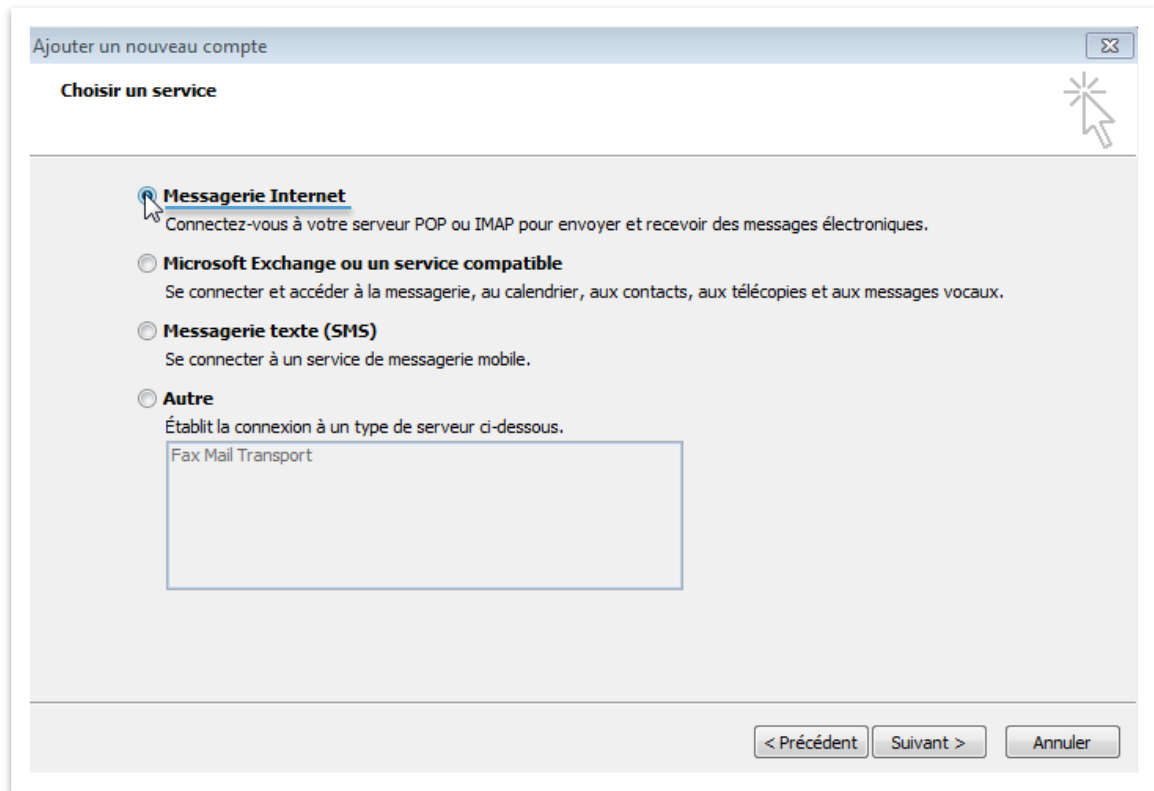 Ajouter un nouveau compte
Choisir un service
Messagerie Internet
Connectez-vous à votre serveur POP ou IMAP pour envoyer et recevoir des messages électroniques.
Microsoft Exchange ou un service compatible
Se connecter et accéder à la messagerie, au calendrier, aux contacts, aux télécopies et aux messages vocaux.
Messagerie texte (SMS)
Se connecter à un service de messagerie mobile.
Autre
Établit la connexion à un type de serveur ci-dessous.
Fax Mail Transport
< Précédent Suivant > Annuler